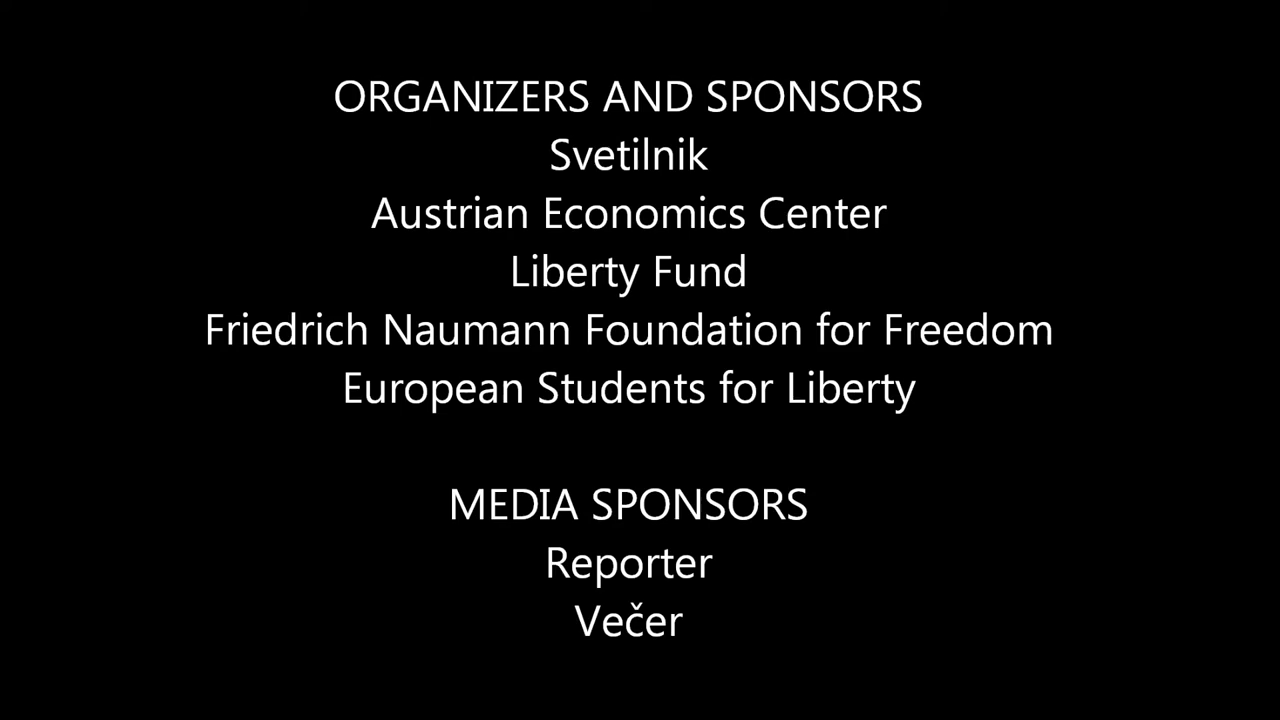 ORGANIZERS AND SPONSORS
Svetilnik
Austrian Economics Center
Liberty Fund
Friedrich Naumann Foundation for Freedom
European Students for Liberty
MEDIA SPONSORS
Reporter
Večer